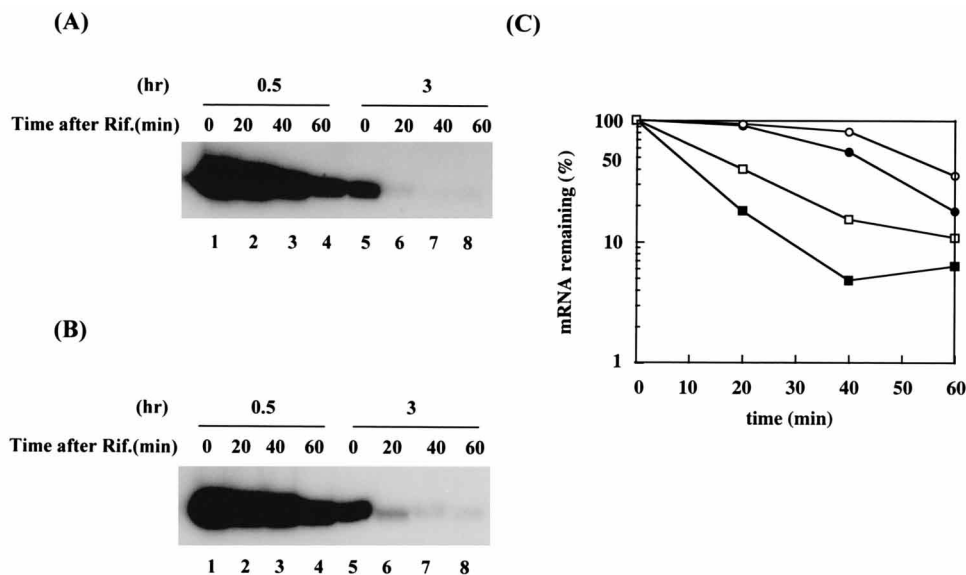 (A)
(hr) 0.5 3
Time after Rif.(min) 0 20 40 60 0 20 40 60
1 2 3 4 5 6 7 8
(B)
(hr) 0.5 3
Time after Rif.(min) 0 20 40 60 0 20 40 60
1 2 3 4 5 6 7 8
(C)
mRNA remaining (%)
100
50
10
1
0 10 20 30 40 50 60
time (min)